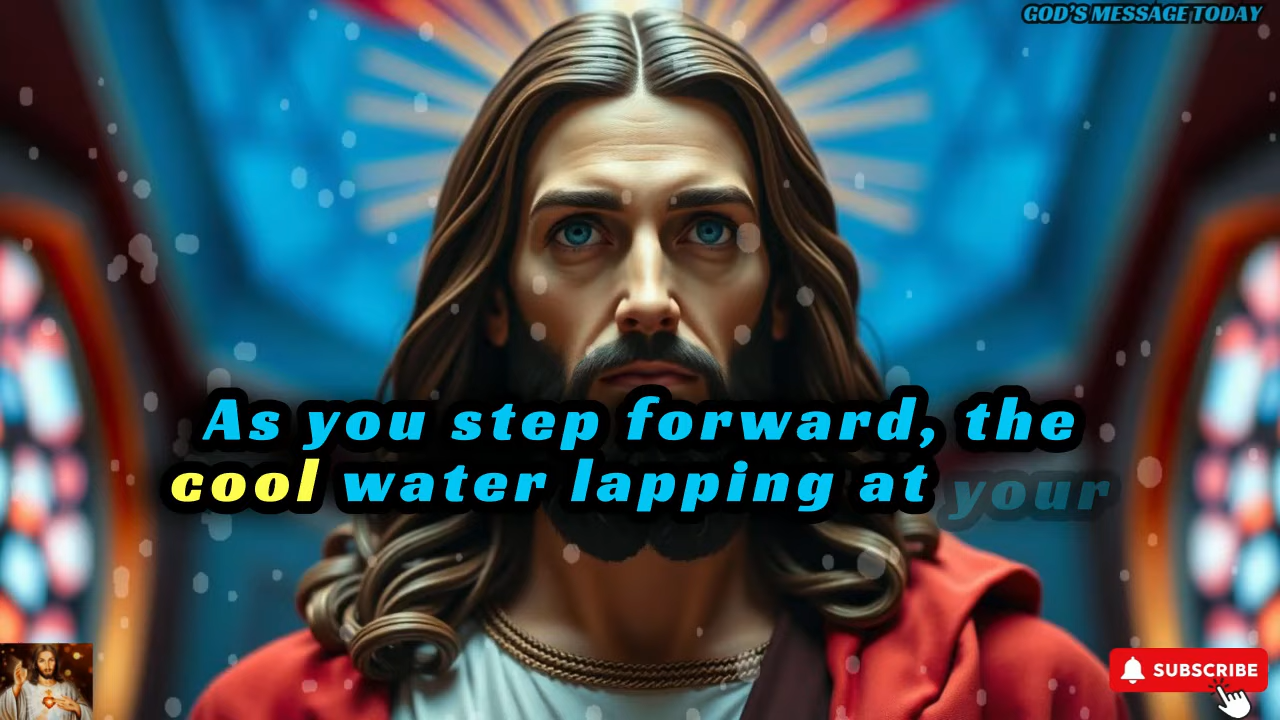 GOD'S MESSAGE TODAY
As you step forward, the
cool water lapping at your
SUBSCRIBE